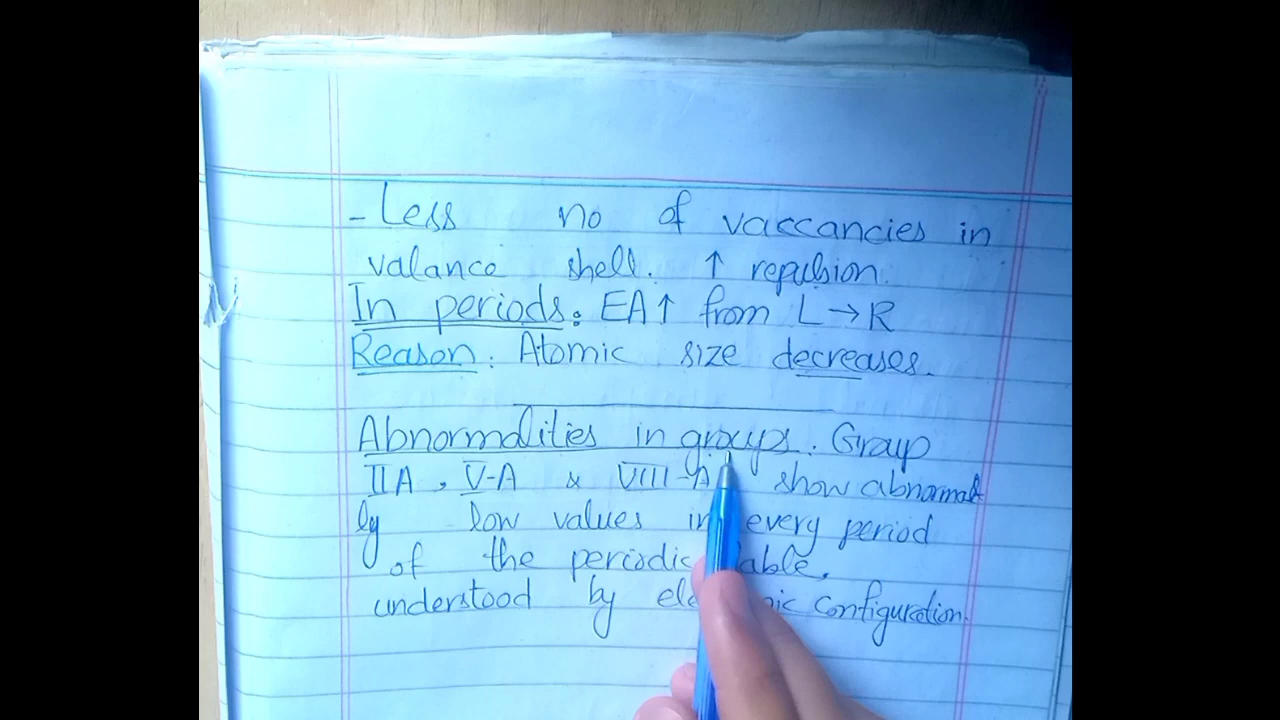 - Less no of vaccancies in
valance shell. ↑ repulsion.
In periods: EA↑ from L→R
Reason: Atomic size decreases.
Abnormalities in groups. Group
IIA, V-A & VIII-A show abnormal
ly low values in every period
of the periodic table,
understood by configuration.